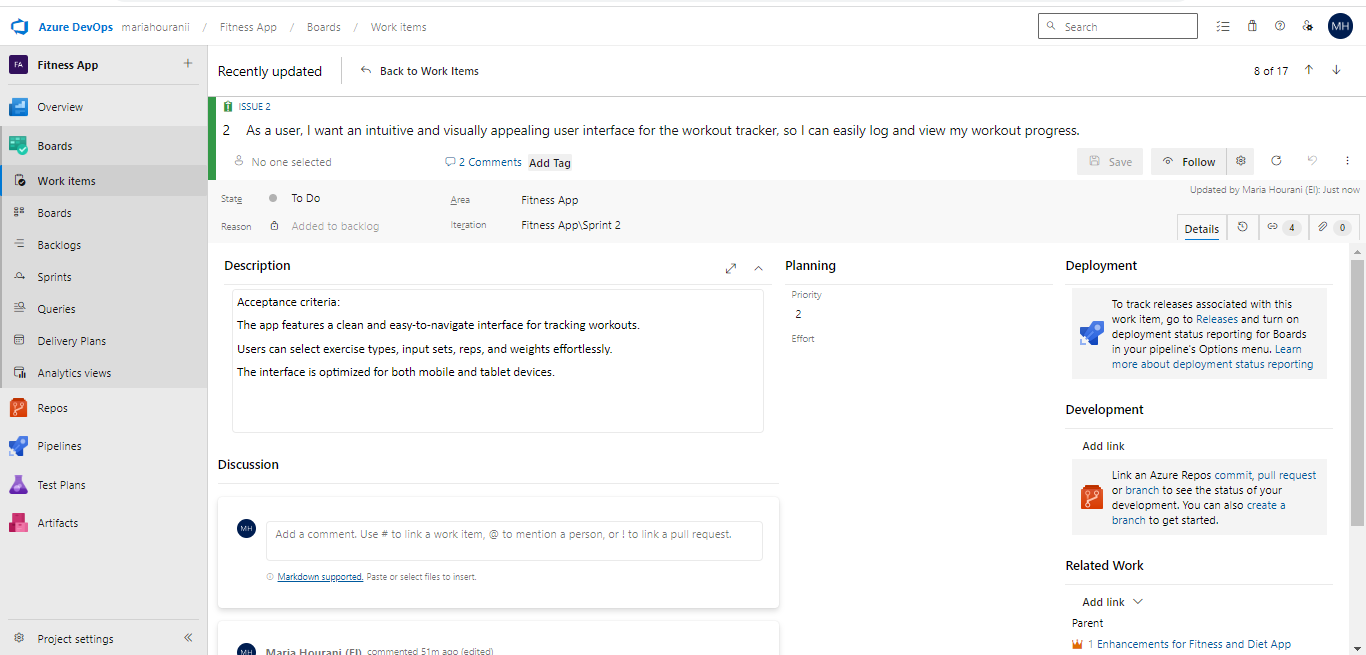 Azure DevOps mariahouranii / Fitness App / Boards / Work items
Search
MH
FA Fitness App
Overview
Boards
Work items
Boards
Backlogs
Sprints
Queries
Delivery Plans
Analytics views
Repos
Pipelines
Test Plans
Artifacts
Project settings
Recently updated
Back to Work Items
8 of 17
ISSUE 2
2 As a user, I want an intuitive and visually appealing user interface for the workout tracker, so I can easily log and view my workout progress.
No one selected
2 Comments
Add Tag
Save
Follow
Updated by Maria Hourani (EI): Just now
State To Do
Area Fitness App
Reason Added to backlog
Iteration Fitness App\Sprint 2
Details
4
0
Description
Acceptance criteria:
The app features a clean and easy-to-navigate interface for tracking workouts.
Users can select exercise types, input sets, reps, and weights effortlessly.
The interface is optimized for both mobile and tablet devices.
Discussion
MH
Add a comment. Use # to link a work item, @ to mention a person, or ! to link a pull request.
Markdown supported. Paste or select files to insert.
MH
Maria Hourani (EI) commented 51m ago (edited)
Planning
Priority
2
Effort
Deployment
To track releases associated with this
work item, go to Releases and turn on
deployment status reporting for Boards
in your pipeline's Options menu. Learn
more about deployment status reporting
Development
Add link
Link an Azure Repos commit, pull request
or branch to see the status of your
development. You can also create a
branch to get started.
Related Work
Add link
Parent
1 Enhancements for Fitness and Diet App